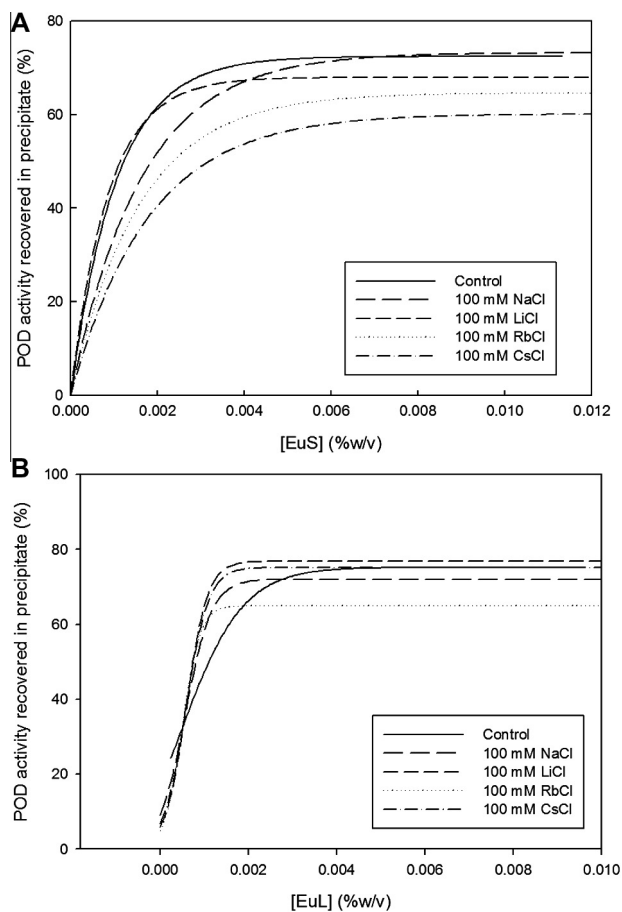 A
80
60
40
20
0
POD activity recovered in precipitate (%)
Control
100 mM NaCl
100 mM LiCl
100 mM RbCl
100 mM CsCl
0.000 0.002 0.004 0.006 0.008 0.010 0.012
[EuS] (%w/v)
B
100
80
60
40
20
0
POD activity recovered in precipitate (%)
Control
100 mM NaCl
100 mM LiCl
100 mM RbCl
100 mM CsCl
0.000 0.002 0.004 0.006 0.008 0.010
[EuL] (%w/v)